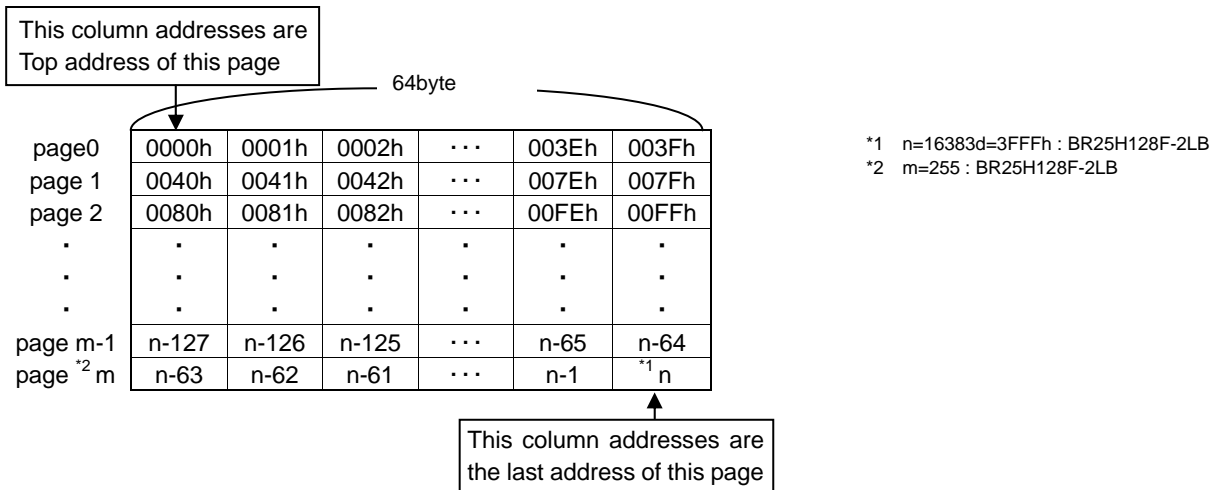 This column addresses are
Top address of this page
64byte
page0 0000h 0001h 0002h ··· 003Eh 003Fh
page 1 0040h 0041h 0042h ··· 007Eh 007Fh
page 2 0080h 0081h 0082h ··· 00FEh 00FFh
· · · · · · ·
· · · · · · ·
· · · · · · ·
page m-1 n-127 n-126 n-125 ··· n-65 n-64
page *2 m n-63 n-62 n-61 ··· n-1 *1 n
This column addresses are
the last address of this page
*1 n=16383d=3FFFh : BR25H128F-2LB
*2 m=255 : BR25H128F-2LB